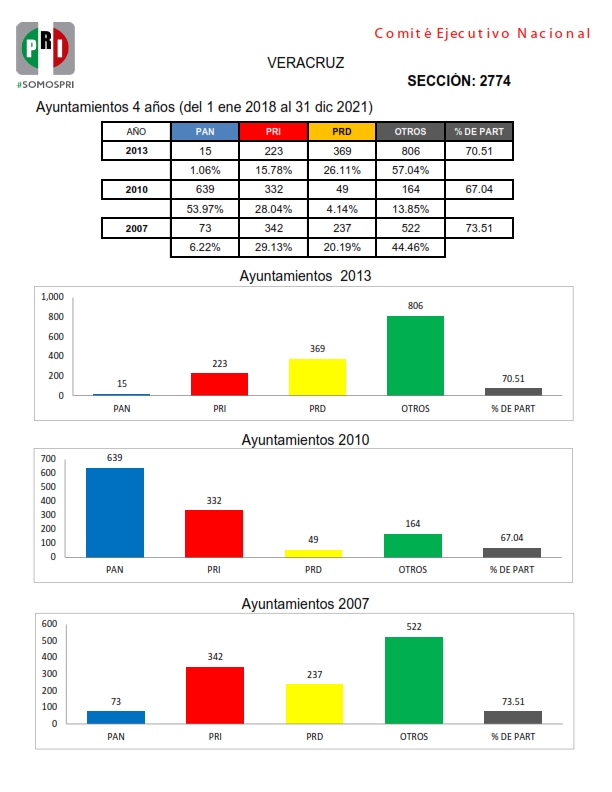 Comité Ejecutivo Nacional
PRI
#SOMOSPRI
VERACRUZ
SECCIÓN: 2774
Ayuntamientos 4 años (del 1 ene 2018 al 31 dic 2021)
AÑO PAN PRI PRD OTROS % DE PART
2013 15 223 369 806 70.51
1.06% 15.78% 26.11% 57.04%
2010 639 332 49 164 67.04
53.97% 28.04% 4.14% 13.85%
2007 73 342 237 522 73.51
6.22% 29.13% 20.19% 44.46%
Ayuntamientos 2013
1,000
800
600
400
200
0
15 223 369 806 70.51
PAN PRI PRD OTROS % DE PART
Ayuntamientos 2010
700
600
500
400
300
200
100
0
639 332 49 164 67.04
PAN PRI PRD OTROS % DE PART
Ayuntamientos 2007
600
500
400
300
200
100
0
73 342 237 522 73.51
PAN PRI PRD OTROS % DE PART